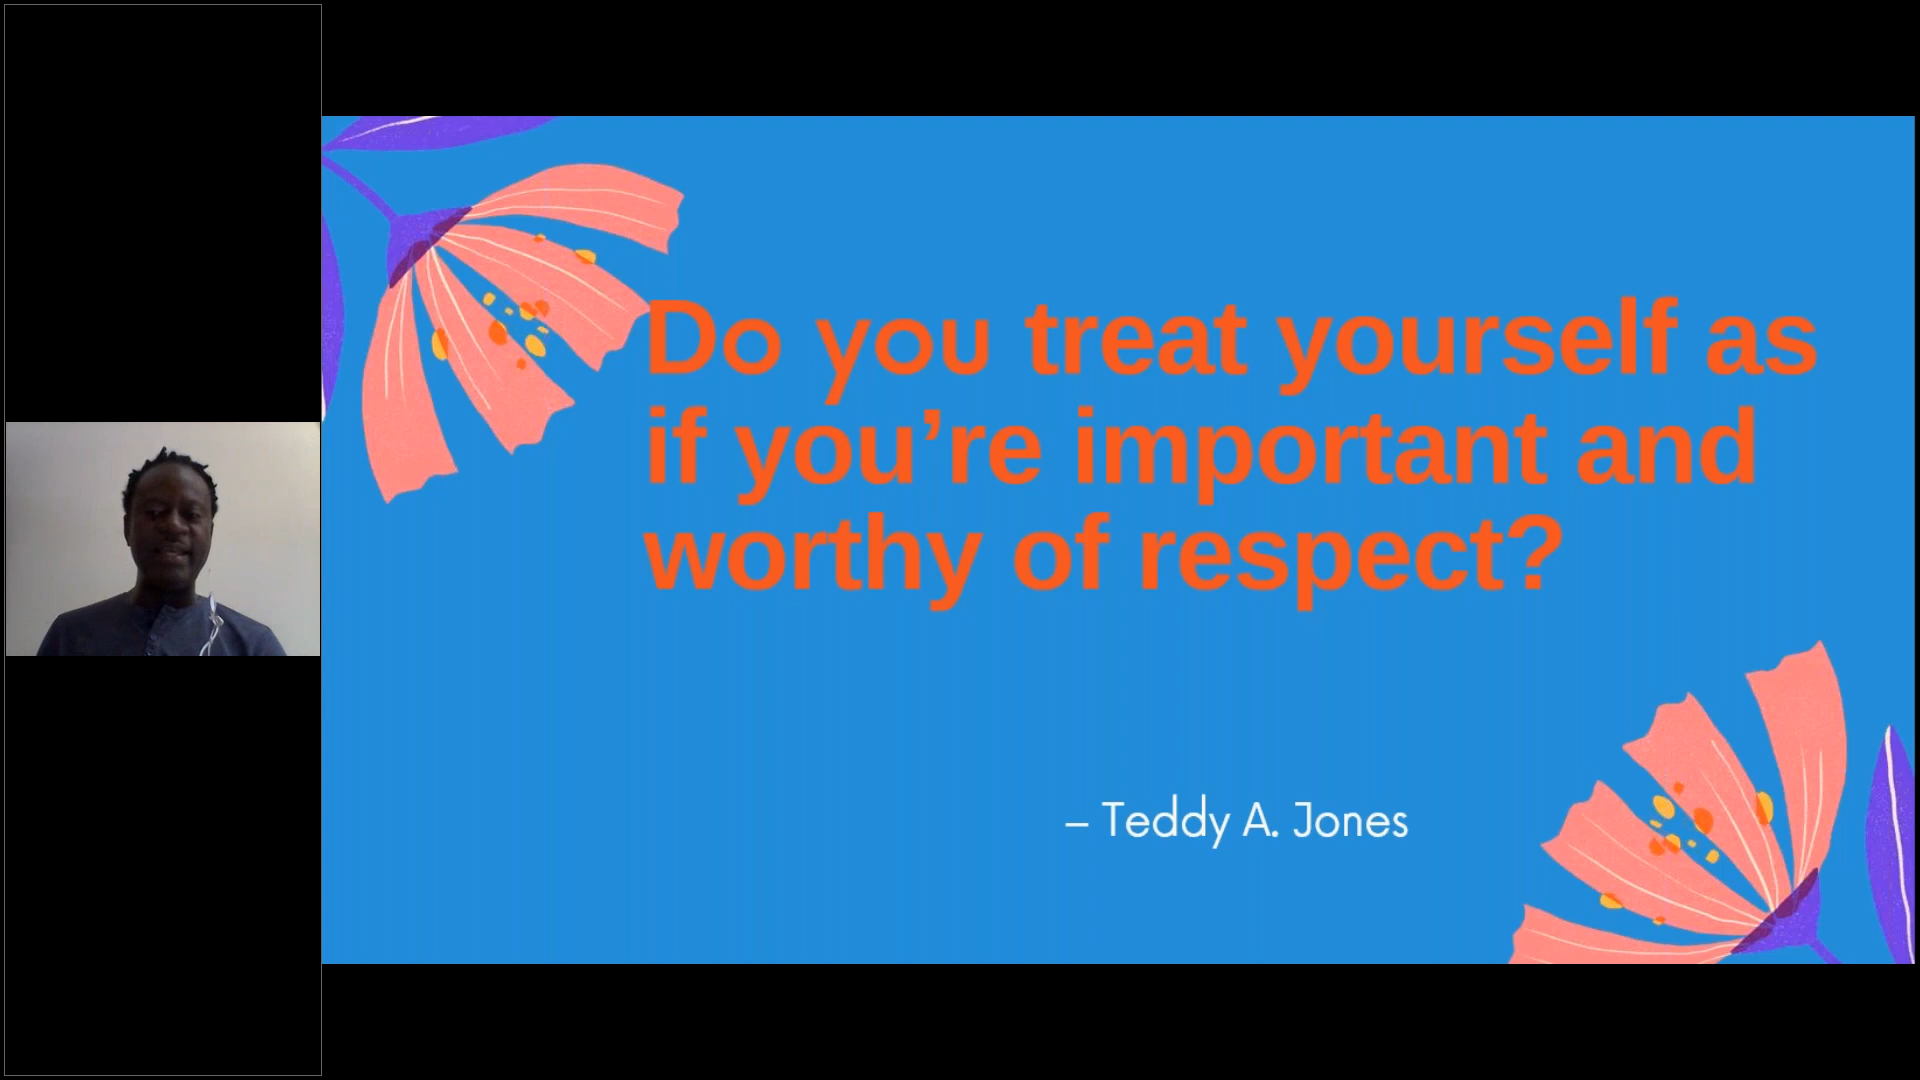 Do you treat yourself as
if you’re important and
worthy of respect?
– Teddy A. Jones